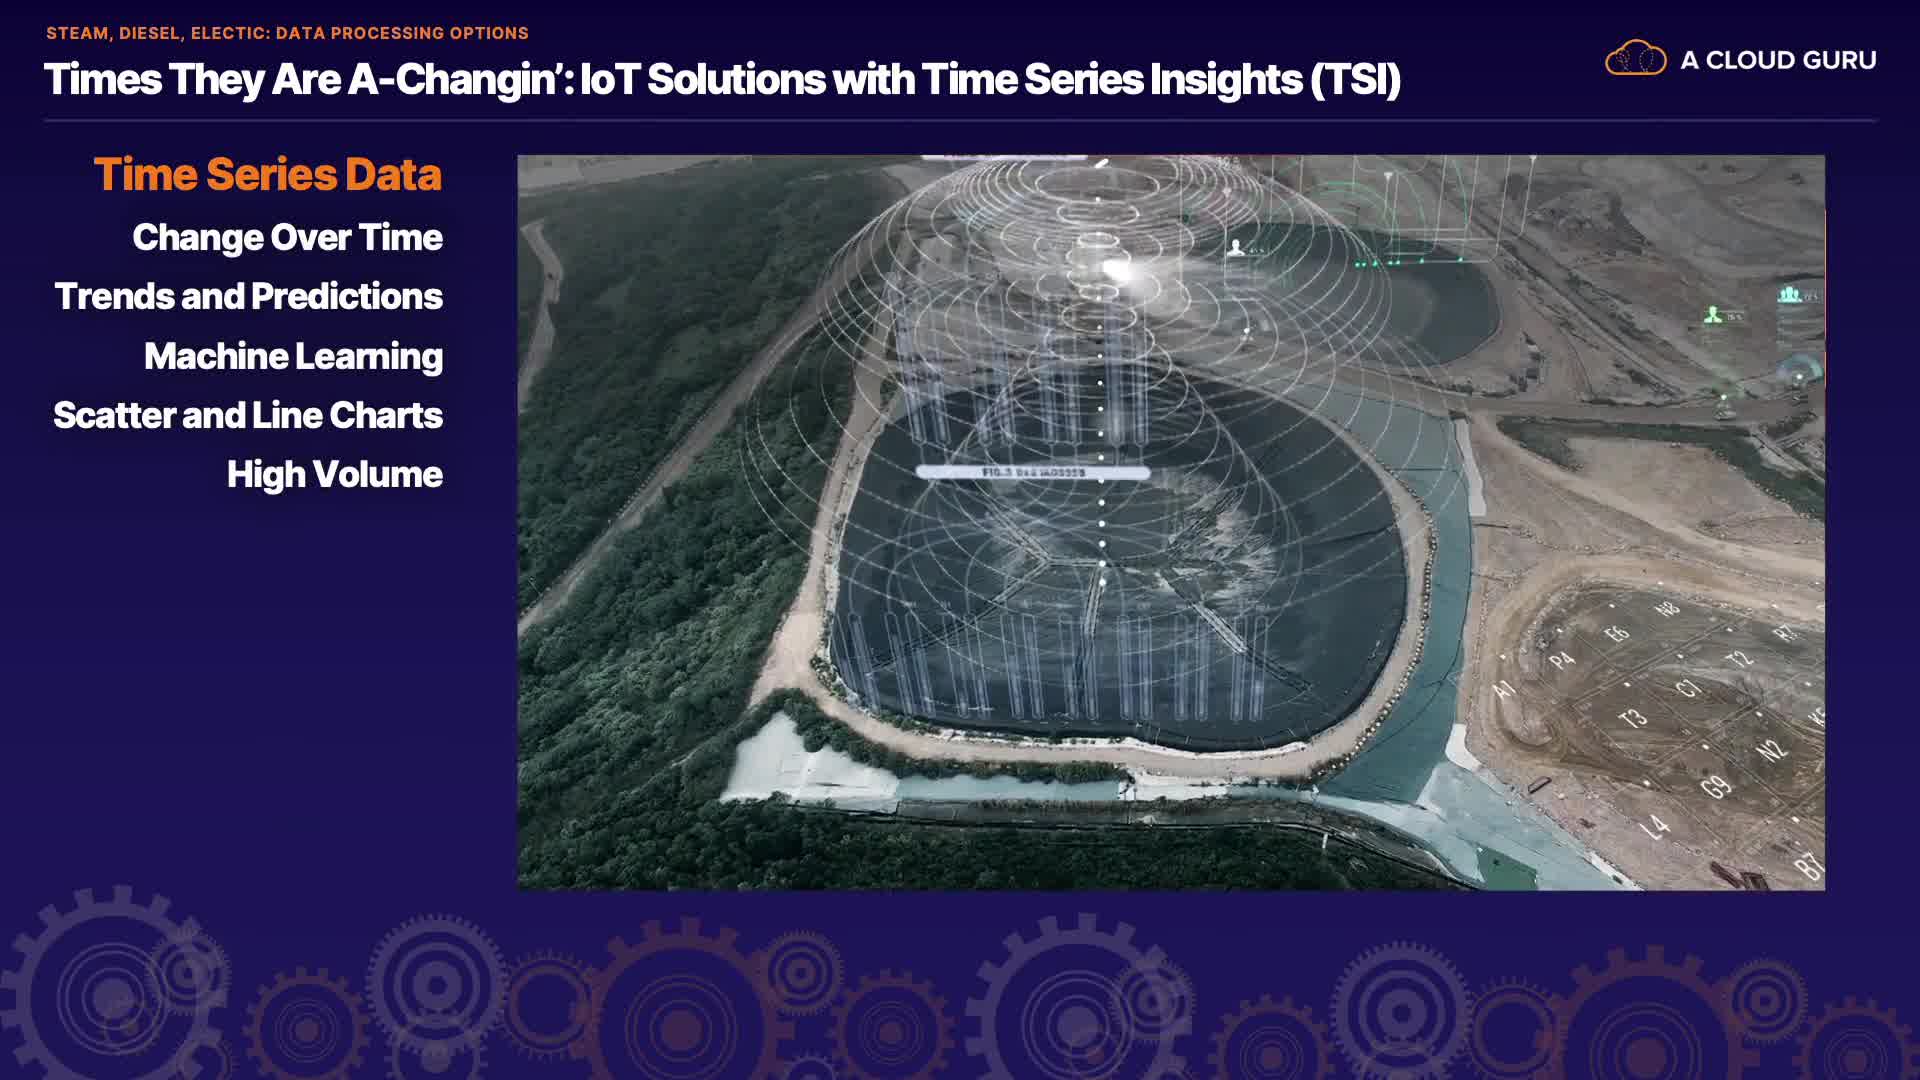 STEAM, DIESEL, ELECTIC: DATA PROCESSING OPTIONS
Times They Are A-Changin’: IoT Solutions with Time Series Insights (TSI)
A CLOUD GURU
Time Series Data
Change Over Time
Trends and Predictions
Machine Learning
Scatter and Line Charts
High Volume
N8
E6
R7
P4
T2
A1
C1
T3
N2
G9
L4
B7